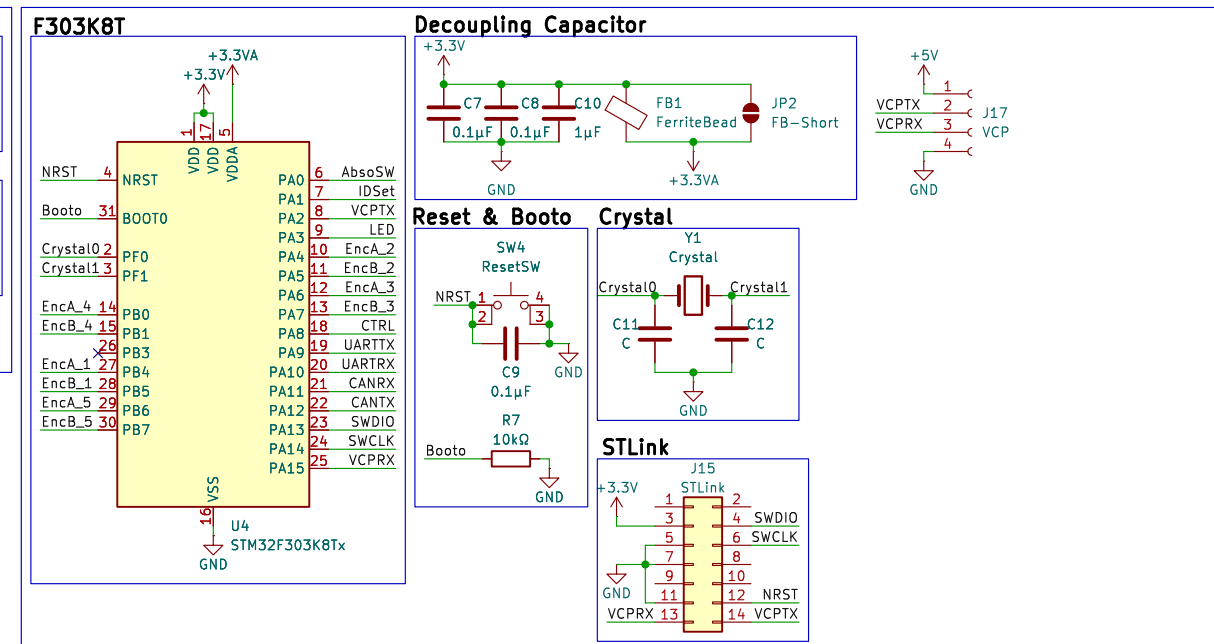 F303K8T
+3.3VA
+3.3V
1
17
5
VDD
VDD
VDDA
NRST 4 NRST
Booto 31 BOOT0
Crystal0 2 PF0
Crystal1 3 PF1
EncA_4 14 PB0
EncB_4 15 PB1
26 PB3
EncA_1 27 PB4
EncB_1 28 PB5
EncA_5 29 PB6
EncB_5 30 PB7
PA0 6 AbsoSW
PA1 7 IDSet
PA2 8 VCPTX
PA3 9 LED
PA4 10 EncA_2
PA5 11 EncB_2
PA6 12 EncA_3
PA7 13 EncB_3
PA8 18 CTRL
PA9 19 UARTTX
PA10 20 UARTRX
PA11 21 CANRX
PA12 22 CANTX
PA13 23 SWDIO
PA14 24 SWCLK
PA15 25 VCPRX
VSS
16
U4
STM32F303K8Tx
GND
Decoupling Capacitor
+3.3V
C7
0.1µF
C8
0.1µF
C10
1µF
FB1
FerriteBead
JP2
FB-Short
GND
+3.3VA
+5V
1
VCPTX 2
VCPRX 3
4
J17
VCP
GND
Reset & Booto
SW4
ResetSW
NRST 1 4
2 3
C9
0.1µF
GND
R7
10kΩ
Booto
GND
Crystal
Y1
Crystal
Crystal0 Crystal1
C11
C
C12
C
GND
STLink
J15
STLink
+3.3V
1 2
3 4 SWDIO
5 6 SWCLK
7 8
9 10
GND
11 12 NRST
VCPRX 13 14 VCPTX